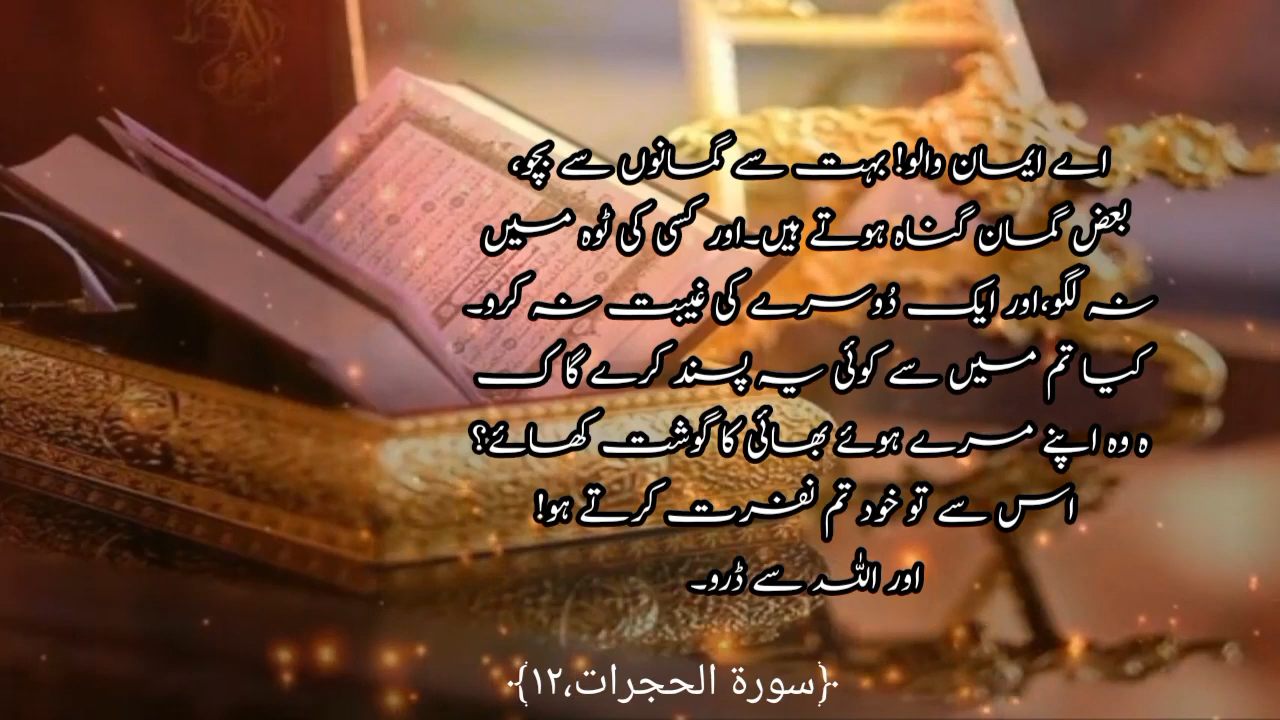 اے ایمان والو! بہت سے گمانوں سے بچو،
بعض گمان گناہ ہوتے ہیں۔اور کسی کی ٹوہ میں
نہ لگو،اور ایک دُوسرے کی غیبت نہ کرو۔
کیا تم میں سے کوئی یہ پسند کرے گا ک
ہ وہ اپنے مرے ہوئے بھائی کا گوشت کھائے؟
اس سے تو خود تم نفرت کرتے ہو!
اور اللہ سے ڈرو۔
{سورة الحجرات،١٢}